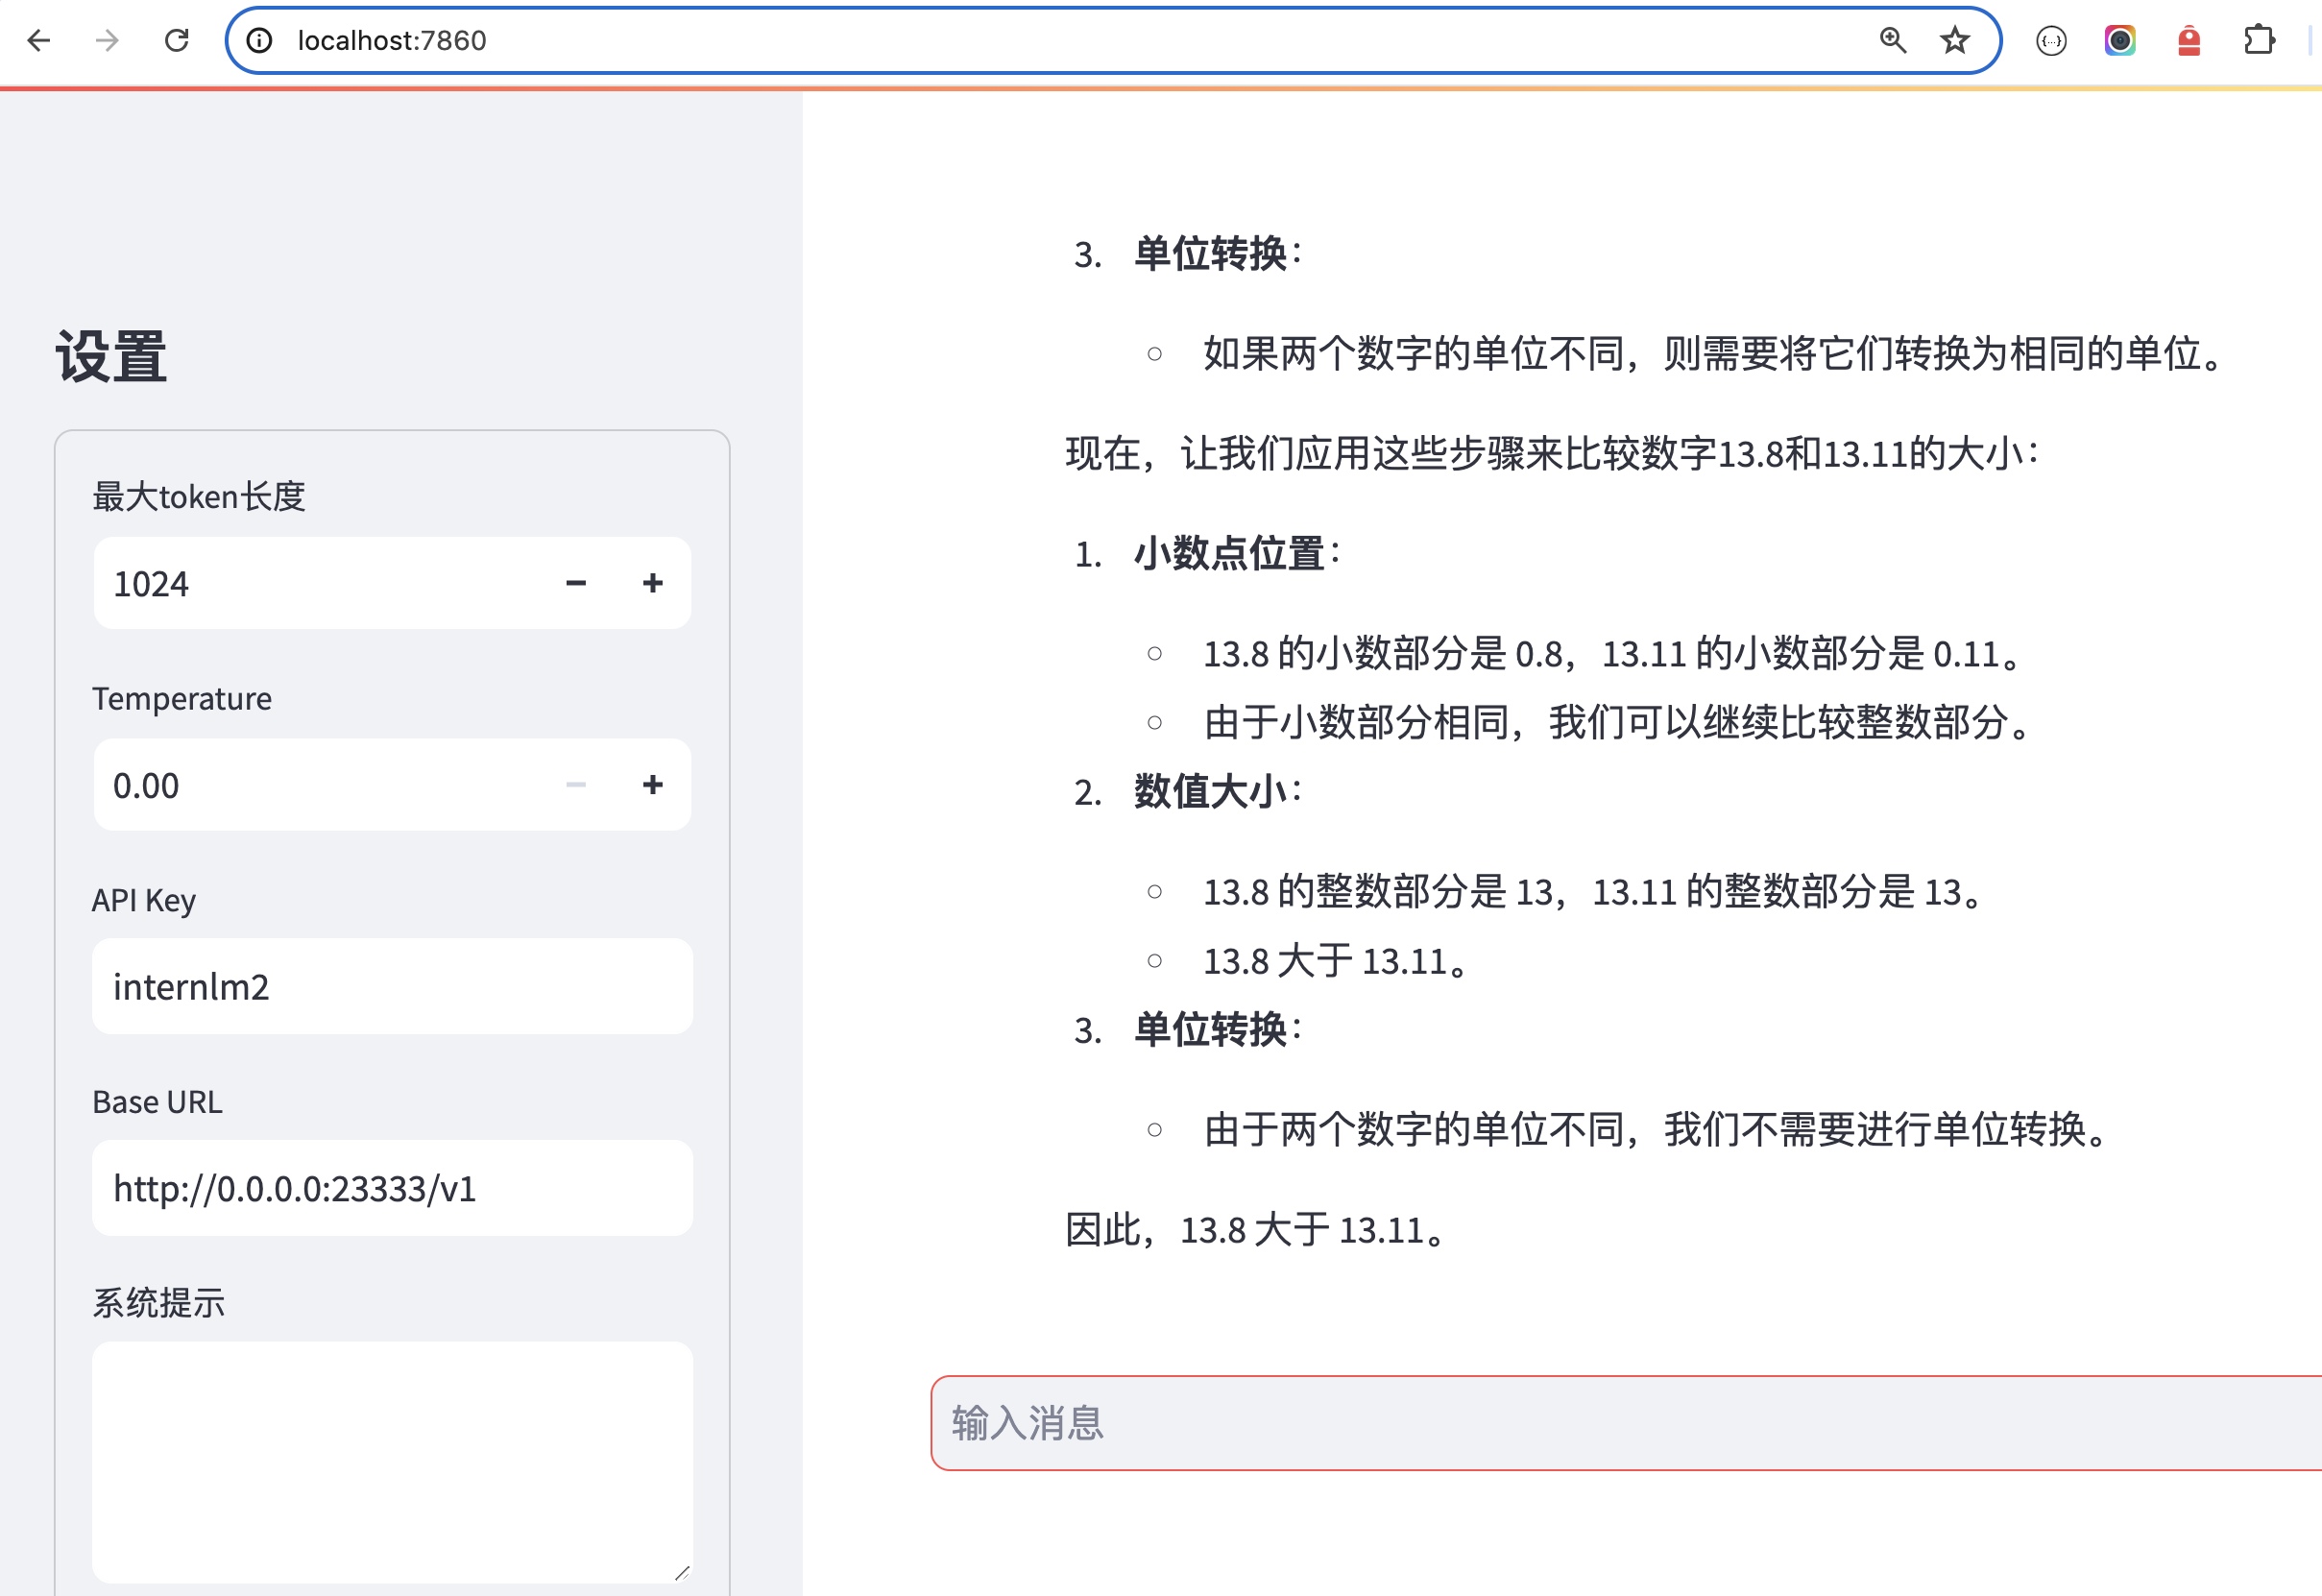 localhost:7860
设置
最大token长度
1024
Temperature
0.00
API Key
internlm2
Base URL
http://0.0.0.0:23333/v1
系统提示
3. 单位转换：
如果两个数字的单位不同，则需要将它们转换为相同的单位。
现在，让我们应用这些步骤来比较数字13.8和13.11的大小：
1. 小数点位置：
13.8 的小数部分是 0.8，13.11 的小数部分是 0.11。
由于小数部分相同，我们可以继续比较整数部分。
2. 数值大小：
13.8 的整数部分是 13，13.11 的整数部分是 13。
13.8 大于 13.11。
3. 单位转换：
由于两个数字的单位不同，我们不需要进行单位转换。
因此，13.8 大于 13.11。
输入消息